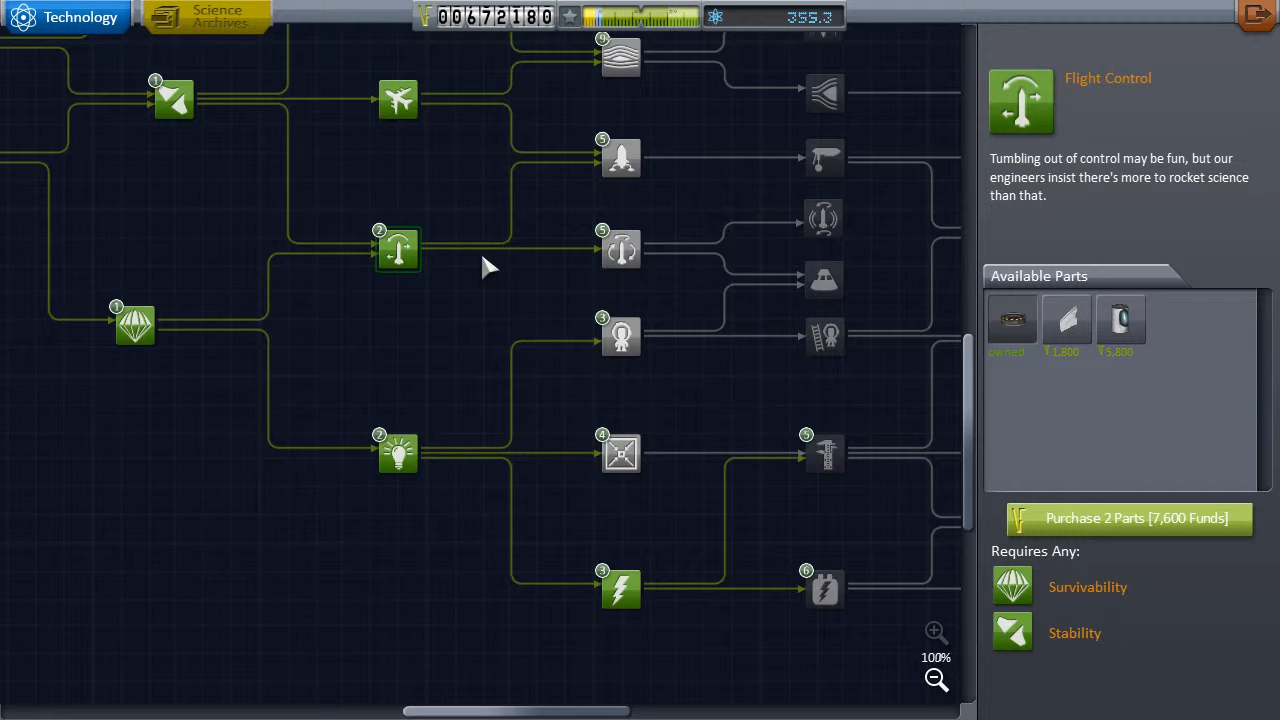 Technology
Science Archives
00672180
355.3
Flight Control
Tumbling out of control may be fun, but our
engineers insist there's more to rocket science
than that.
9
1
5
2
5
1
3
2
4
5
3
6
Available Parts
owned
1,800
5,800
Purchase 2 Parts [7,600 Funds]
Requires Any:
Survivability
Stability
100%